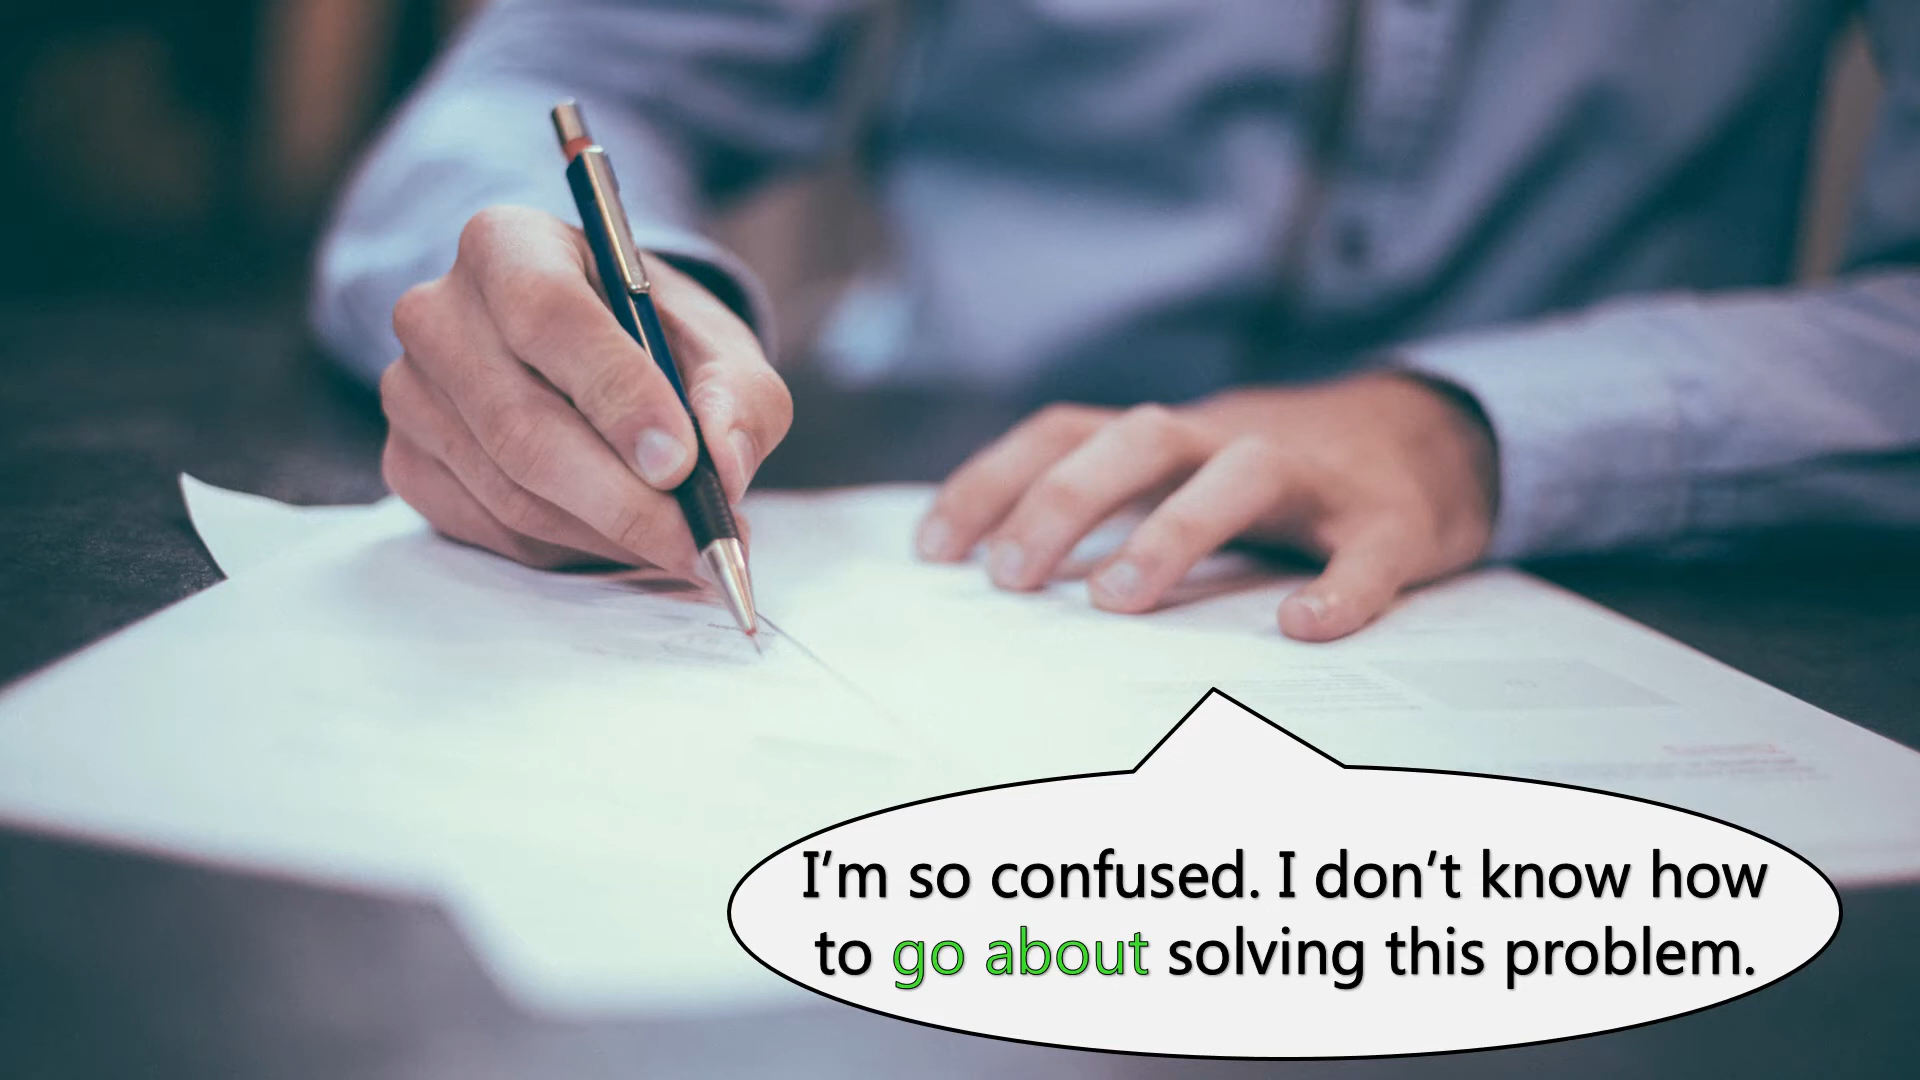 I’m so confused. I don’t know how
to go about solving this problem.